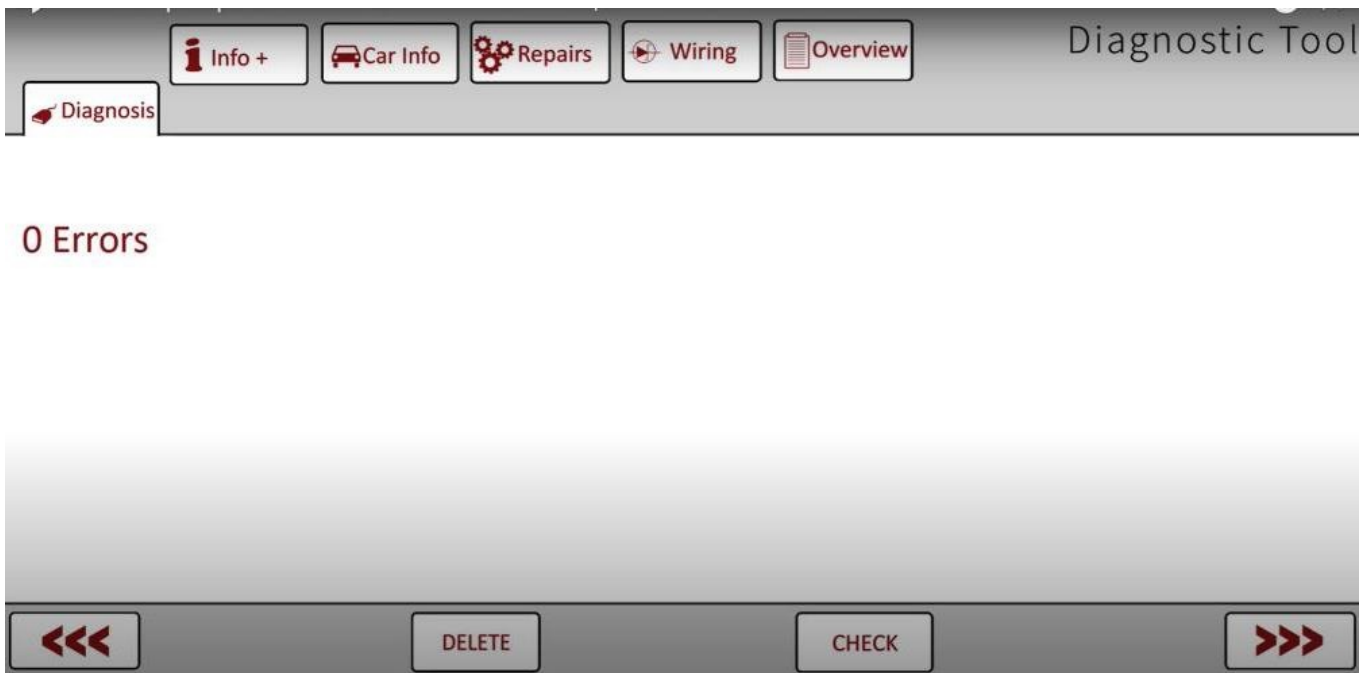 Info +
Car Info
Repairs
Wiring
Overview
Diagnostic Tool
Diagnosis
0 Errors
<<<
DELETE
CHECK
>>>